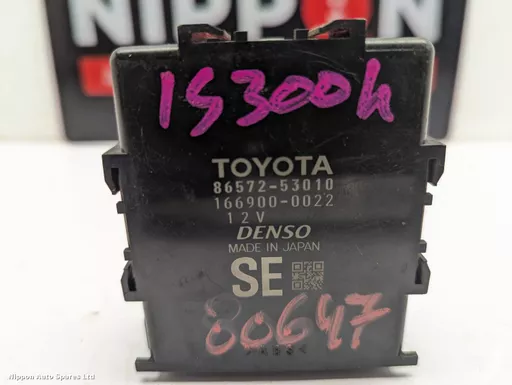 NIPPON
IS300h
TOYOTA
86572-53010
166900-0022
12V
DENSO
MADE IN JAPAN
SE
80647
Nippon Auto Spares Ltd